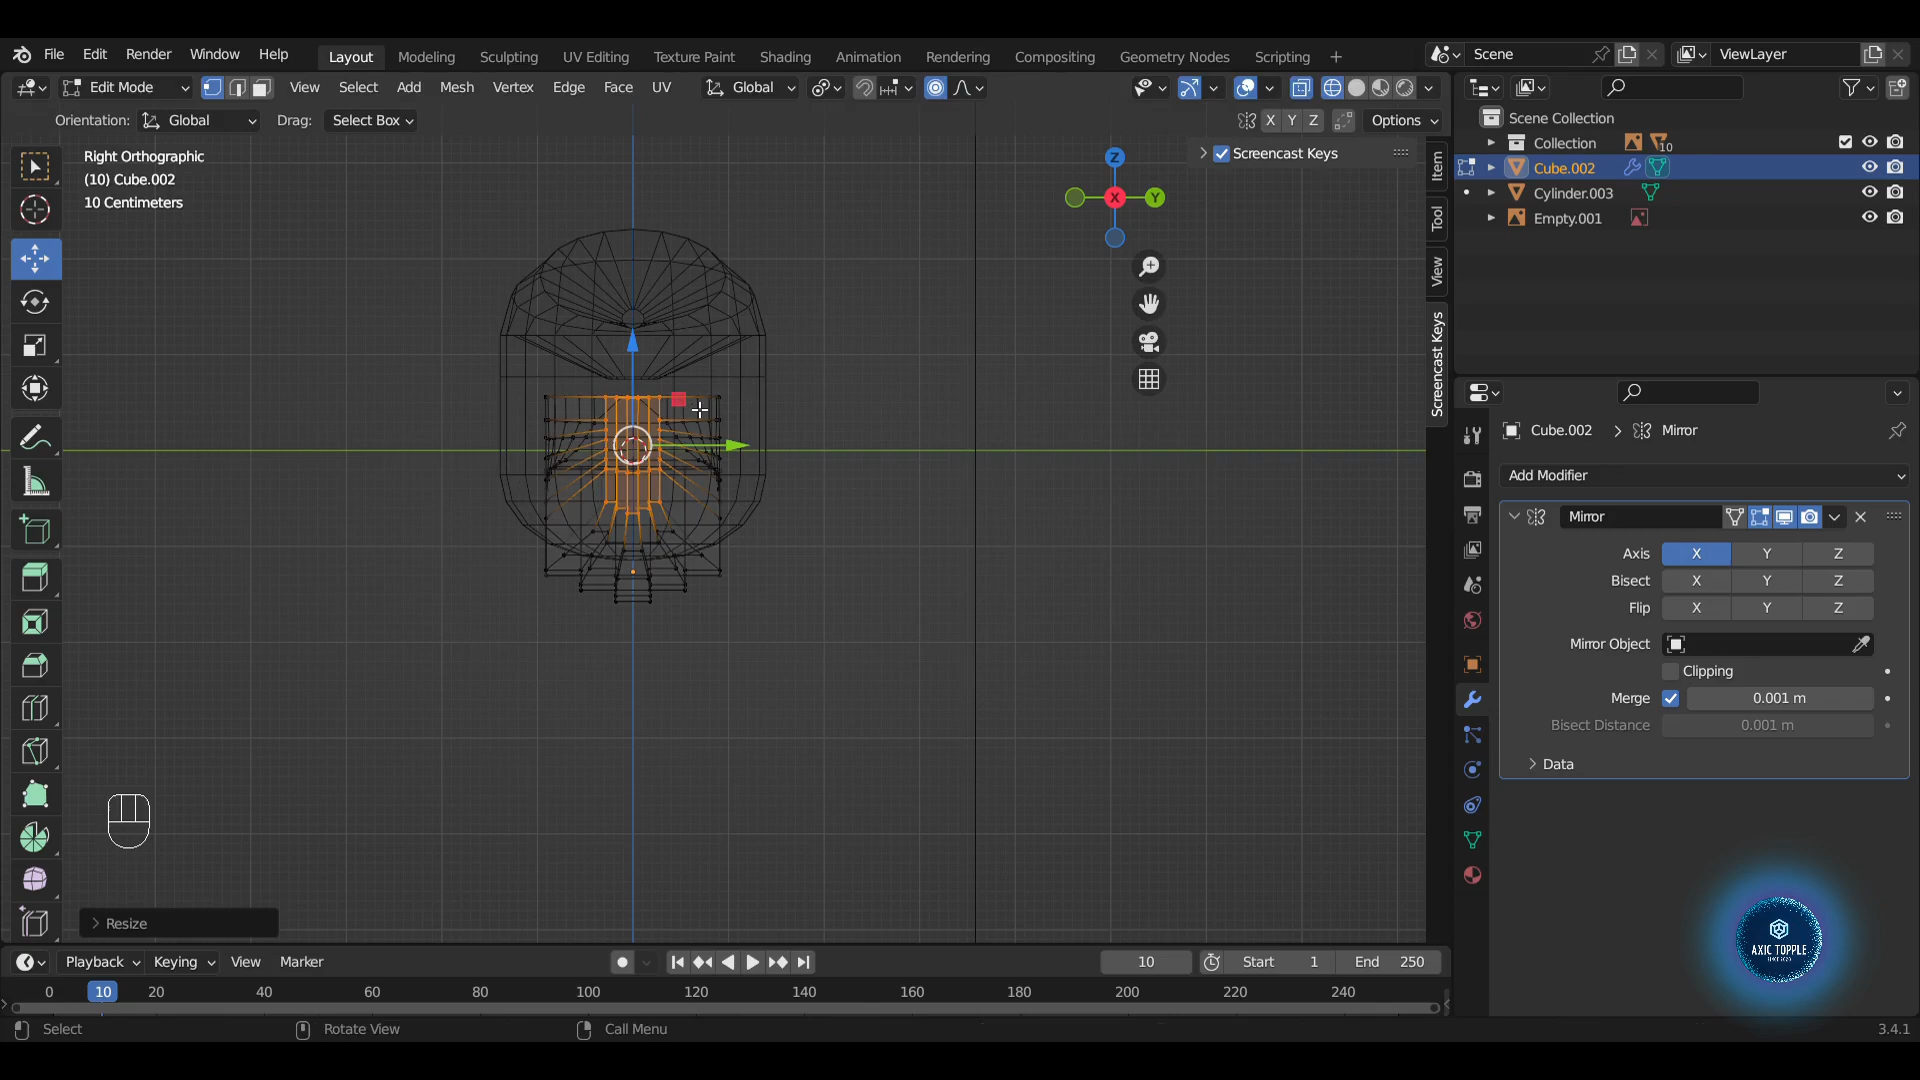 File Edit Render Window Help Layout Modeling Sculpting UV Editing Texture Paint Shading Animation Rendering Compositing Geometry Nodes Scripting + Scene ViewLayer
Edit Mode View Select Add Mesh Vertex Edge Face UV Global
Orientation: Global Drag: Select Box X Y Z Options
Right Orthographic
(10) Cube.002
10 Centimeters
Screencast Keys
Z
X
Y
Item
Tool
View
Screencast Keys
Resize
Scene Collection
Collection 10
Cube.002
Cylinder.003
Empty.001
Cube.002 > Mirror
Add Modifier
Mirror
Axis X Y Z
Bisect X Y Z
Flip X Y Z
Mirror Object
Clipping
Merge 0.001 m
Bisect Distance 0.001 m
Data
AXIC TOPPLE
Playback Keying View Marker 10 Start 1 End 250
0 10 20 40 60 80 100 120 140 160 180 200 220 240
Select Rotate View Call Menu 3.4.1